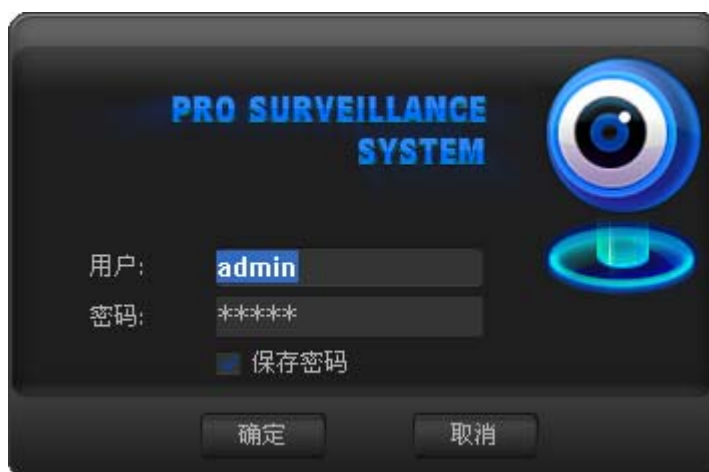 PRO SURVEILLANCE
SYSTEM
用户: admin
密码: *****
保存密码
确定 取消